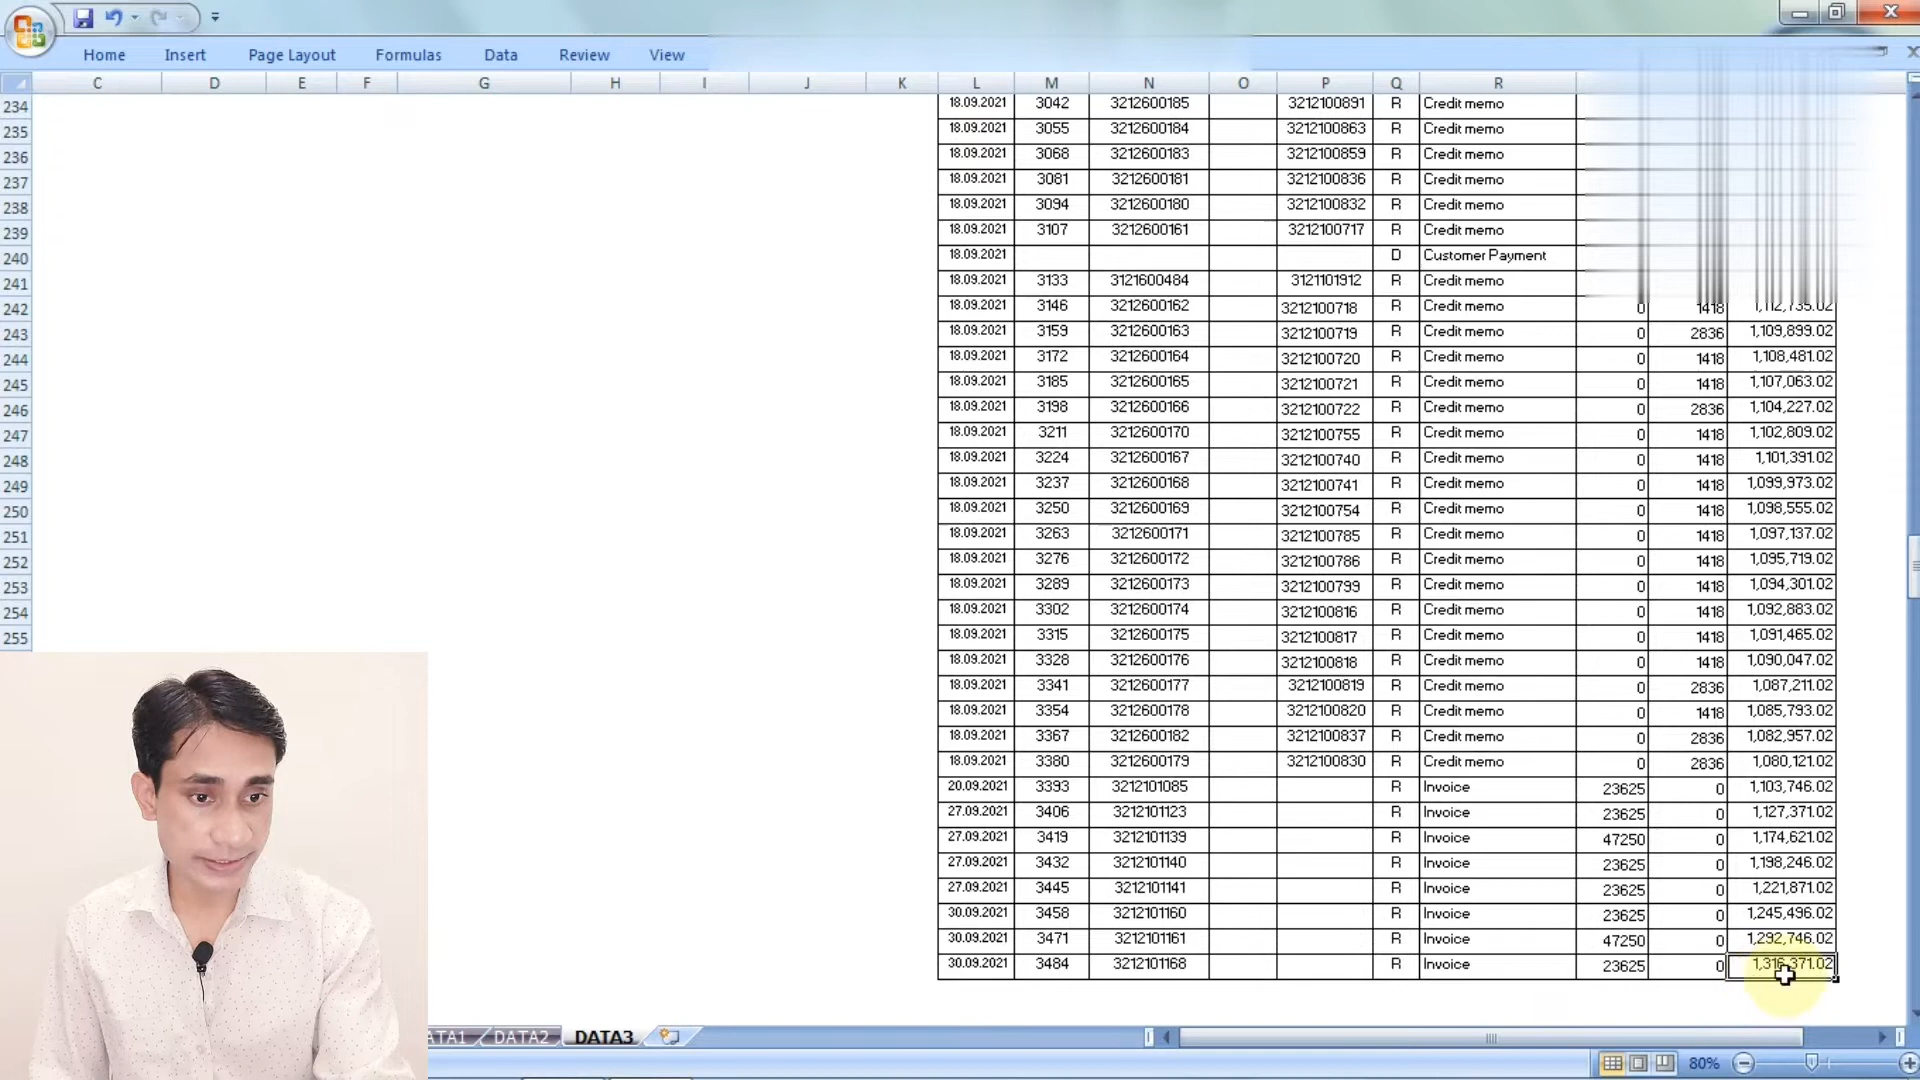 Home Insert Page Layout Formulas Data Review View
C D E F G H I J K L M N O P Q R
234 18.09.2021 3042 3212600185 3212100891 R Credit memo
235 18.09.2021 3055 3212600184 3212100863 R Credit memo
236 18.09.2021 3068 3212600183 3212100859 R Credit memo
237 18.09.2021 3081 3212600181 3212100836 R Credit memo
238 18.09.2021 3094 3212600180 3212100832 R Credit memo
239 18.09.2021 3107 3212600161 3212100717 R Credit memo
240 18.09.2021 D Customer Payment
241 18.09.2021 3133 3121600484 3121101912 R Credit memo
242 18.09.2021 3146 3212600162 3212100718 R Credit memo 0 1418 1,112,735.02
243 18.09.2021 3159 3212600163 3212100719 R Credit memo 0 2836 1,109,899.02
244 18.09.2021 3172 3212600164 3212100720 R Credit memo 0 1418 1,108,481.02
245 18.09.2021 3185 3212600165 3212100721 R Credit memo 0 1418 1,107,063.02
246 18.09.2021 3198 3212600166 3212100722 R Credit memo 0 2836 1,104,227.02
247 18.09.2021 3211 3212600170 3212100755 R Credit memo 0 1418 1,102,809.02
248 18.09.2021 3224 3212600167 3212100740 R Credit memo 0 1418 1,101,391.02
249 18.09.2021 3237 3212600168 3212100741 R Credit memo 0 1418 1,099,973.02
250 18.09.2021 3250 3212600169 3212100754 R Credit memo 0 1418 1,098,555.02
251 18.09.2021 3263 3212600171 3212100785 R Credit memo 0 1418 1,097,137.02
252 18.09.2021 3276 3212600172 3212100786 R Credit memo 0 1418 1,095,719.02
253 18.09.2021 3289 3212600173 3212100799 R Credit memo 0 1418 1,094,301.02
254 18.09.2021 3302 3212600174 3212100816 R Credit memo 0 1418 1,092,883.02
255 18.09.2021 3315 3212600175 3212100817 R Credit memo 0 1418 1,091,465.02
18.09.2021 3328 3212600176 3212100818 R Credit memo 0 1418 1,090,047.02
18.09.2021 3341 3212600177 3212100819 R Credit memo 0 2836 1,087,211.02
18.09.2021 3354 3212600178 3212100820 R Credit memo 0 1418 1,085,793.02
18.09.2021 3367 3212600182 3212100837 R Credit memo 0 2836 1,082,957.02
18.09.2021 3380 3212600179 3212100830 R Credit memo 0 2836 1,080,121.02
20.09.2021 3393 3212101085 R Invoice 23625 0 1,103,746.02
27.09.2021 3406 3212101123 R Invoice 23625 0 1,127,371.02
27.09.2021 3419 3212101139 R Invoice 47250 0 1,174,621.02
27.09.2021 3432 3212101140 R Invoice 23625 0 1,198,246.02
27.09.2021 3445 3212101141 R Invoice 23625 0 1,221,871.02
30.09.2021 3458 3212101160 R Invoice 23625 0 1,245,496.02
30.09.2021 3471 3212101161 R Invoice 47250 0 1,292,746.02
30.09.2021 3484 3212101168 R Invoice 23625 0 1,316,371.02
ATA1 DATA2 DATA3
80%